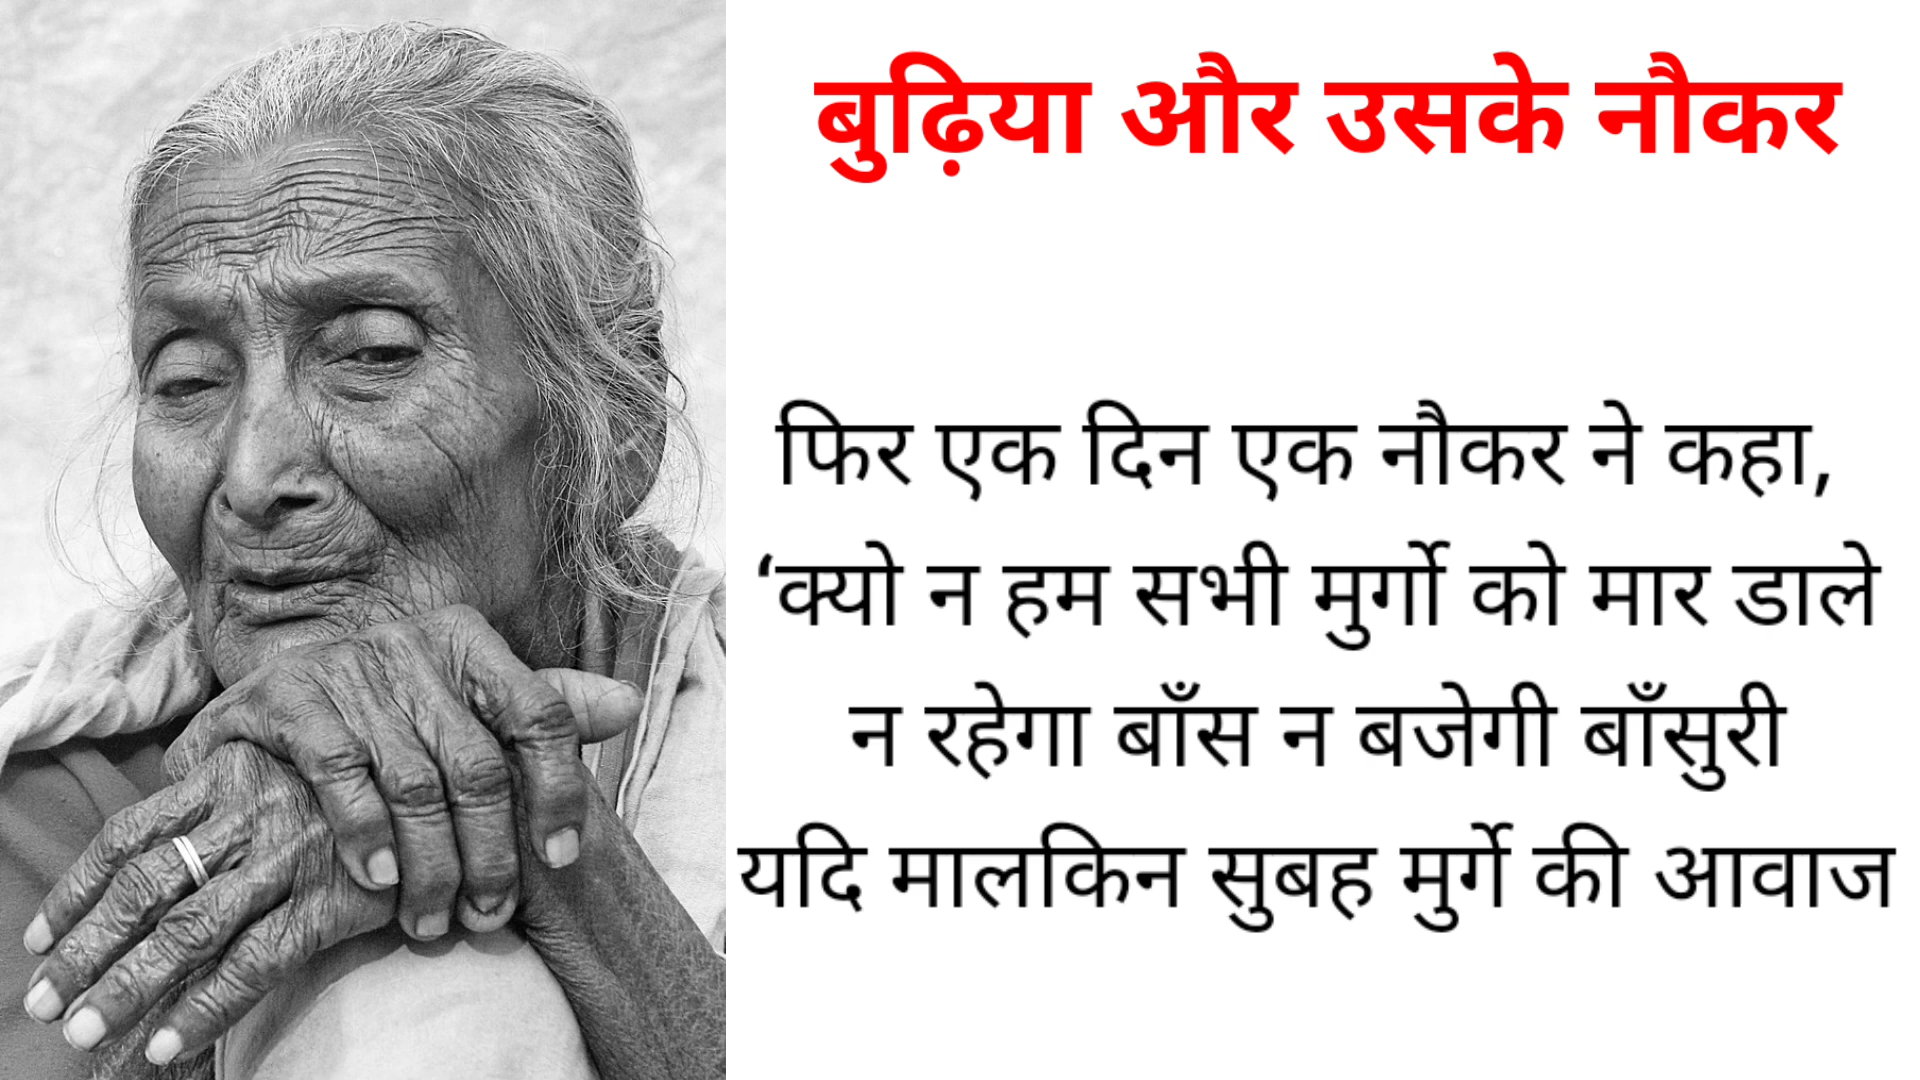 बुढ़िया और उसके नौकर
फिर एक दिन एक नौकर ने कहा,
‘क्यो न हम सभी मुर्गो को मार डाले
न रहेगा बाँस न बजेगी बाँसुरी
यदि मालकिन सुबह मुर्गे की आवाज